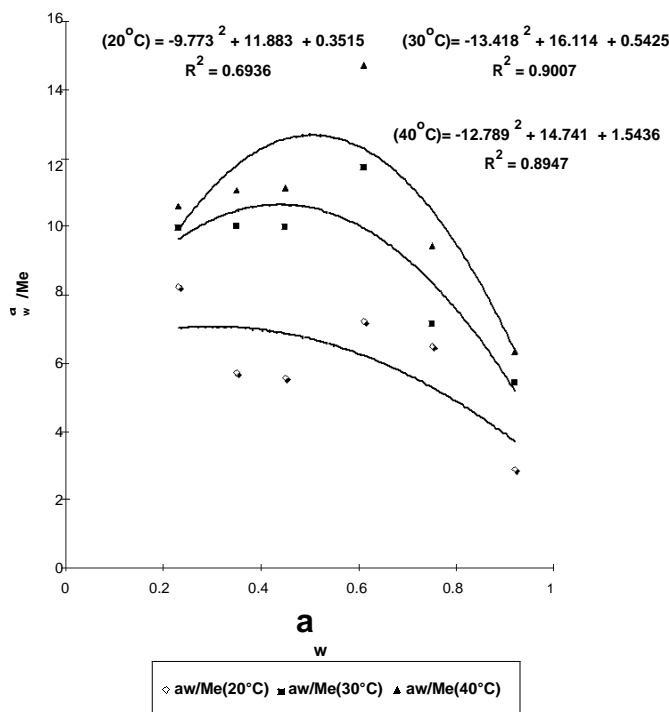 16
(20°C) = -9.773 ² + 11.883 + 0.3515
R² = 0.6936
(30°C)= -13.418 ² + 16.114 + 0.5425
R² = 0.9007
14
(40°C)= -12.789 ² + 14.741 + 1.5436
R² = 0.8947
12
10
8
aw/Me
6
4
2
0
0 0.2 0.4 0.6 0.8 1
aw
aw/Me(20°C) aw/Me(30°C) aw/Me(40°C)